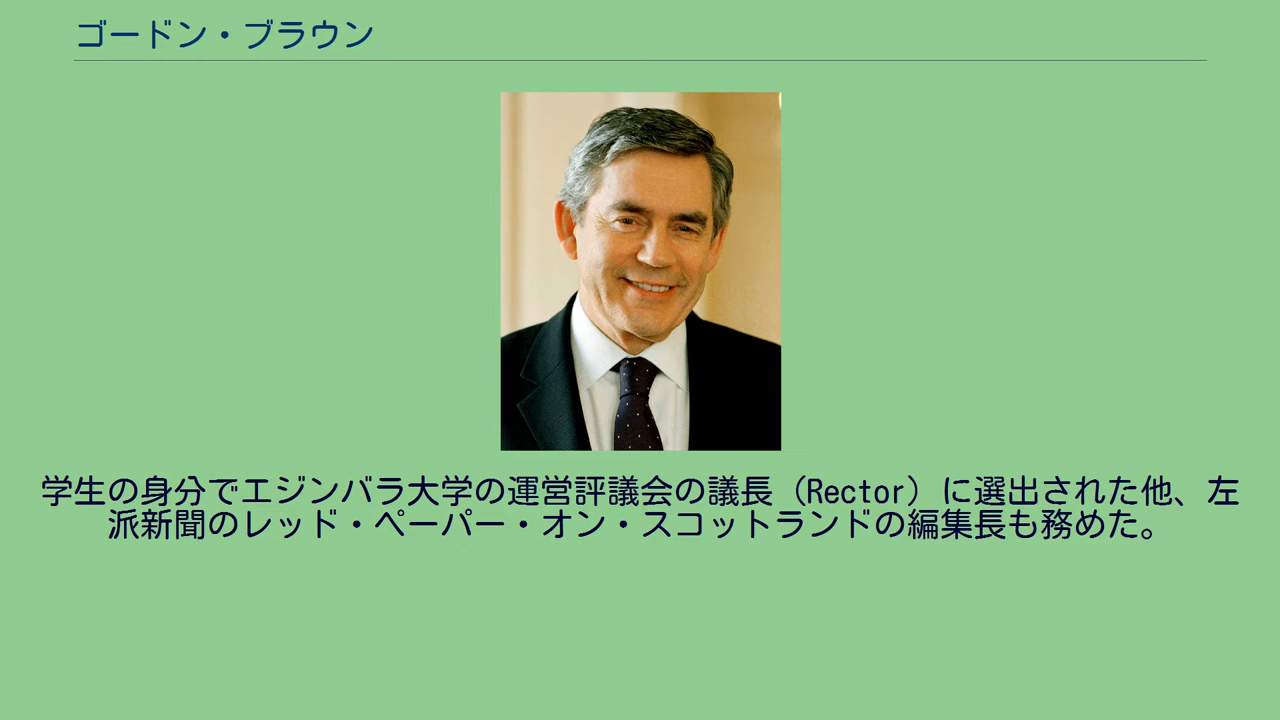 ゴードン・ブラウン
学生の身分でエジンバラ大学の運営評議会の議長（Rector）に選出された他、左
派新聞のレッド・ペーパー・オン・スコットランドの編集長も務めた。